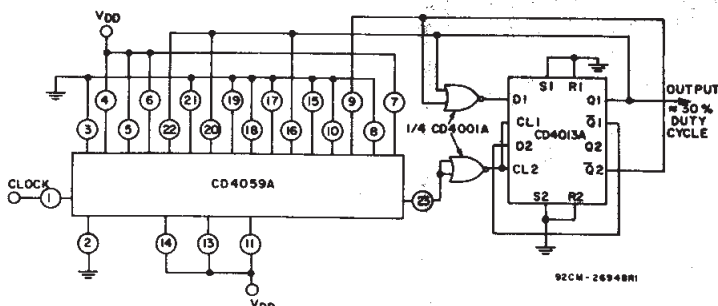 VDD
4 6 21 19 17 15 9 7
3 5 22 20 18 16 10 8
CD4059A
CLOCK
1
2 14 13 11
VDD
25
1/4 CD4001A
S1 R1
D1 Q1
CL1 Q̅1
CD4013A
D2 Q2
CL2 Q̅2
S2 R2
OUTPUT
≈ 30%
DUTY
CYCLE
92CM-26948R1